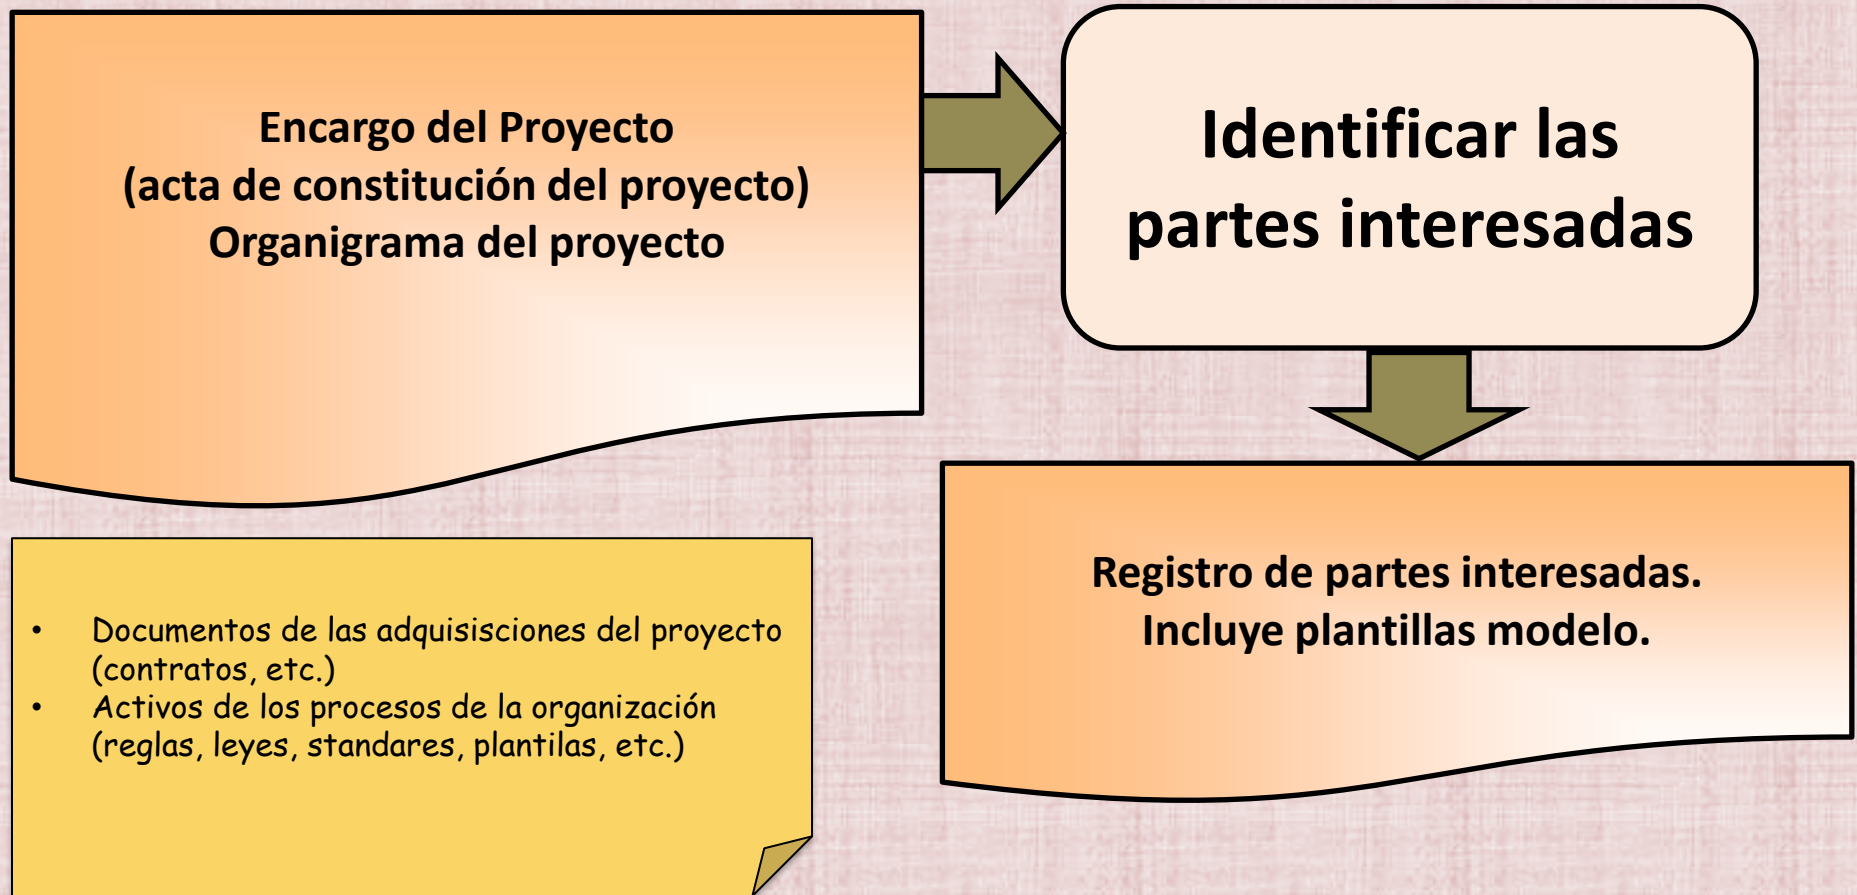 Encargo del Proyecto
(acta de constitución del proyecto)
Organigrama del proyecto
Identificar las
partes interesadas
• Documentos de las adquisisciones del proyecto
(contratos, etc.)
• Activos de los procesos de la organización
(reglas, leyes, standares, plantilas, etc.)
Registro de partes interesadas.
Incluye plantillas modelo.